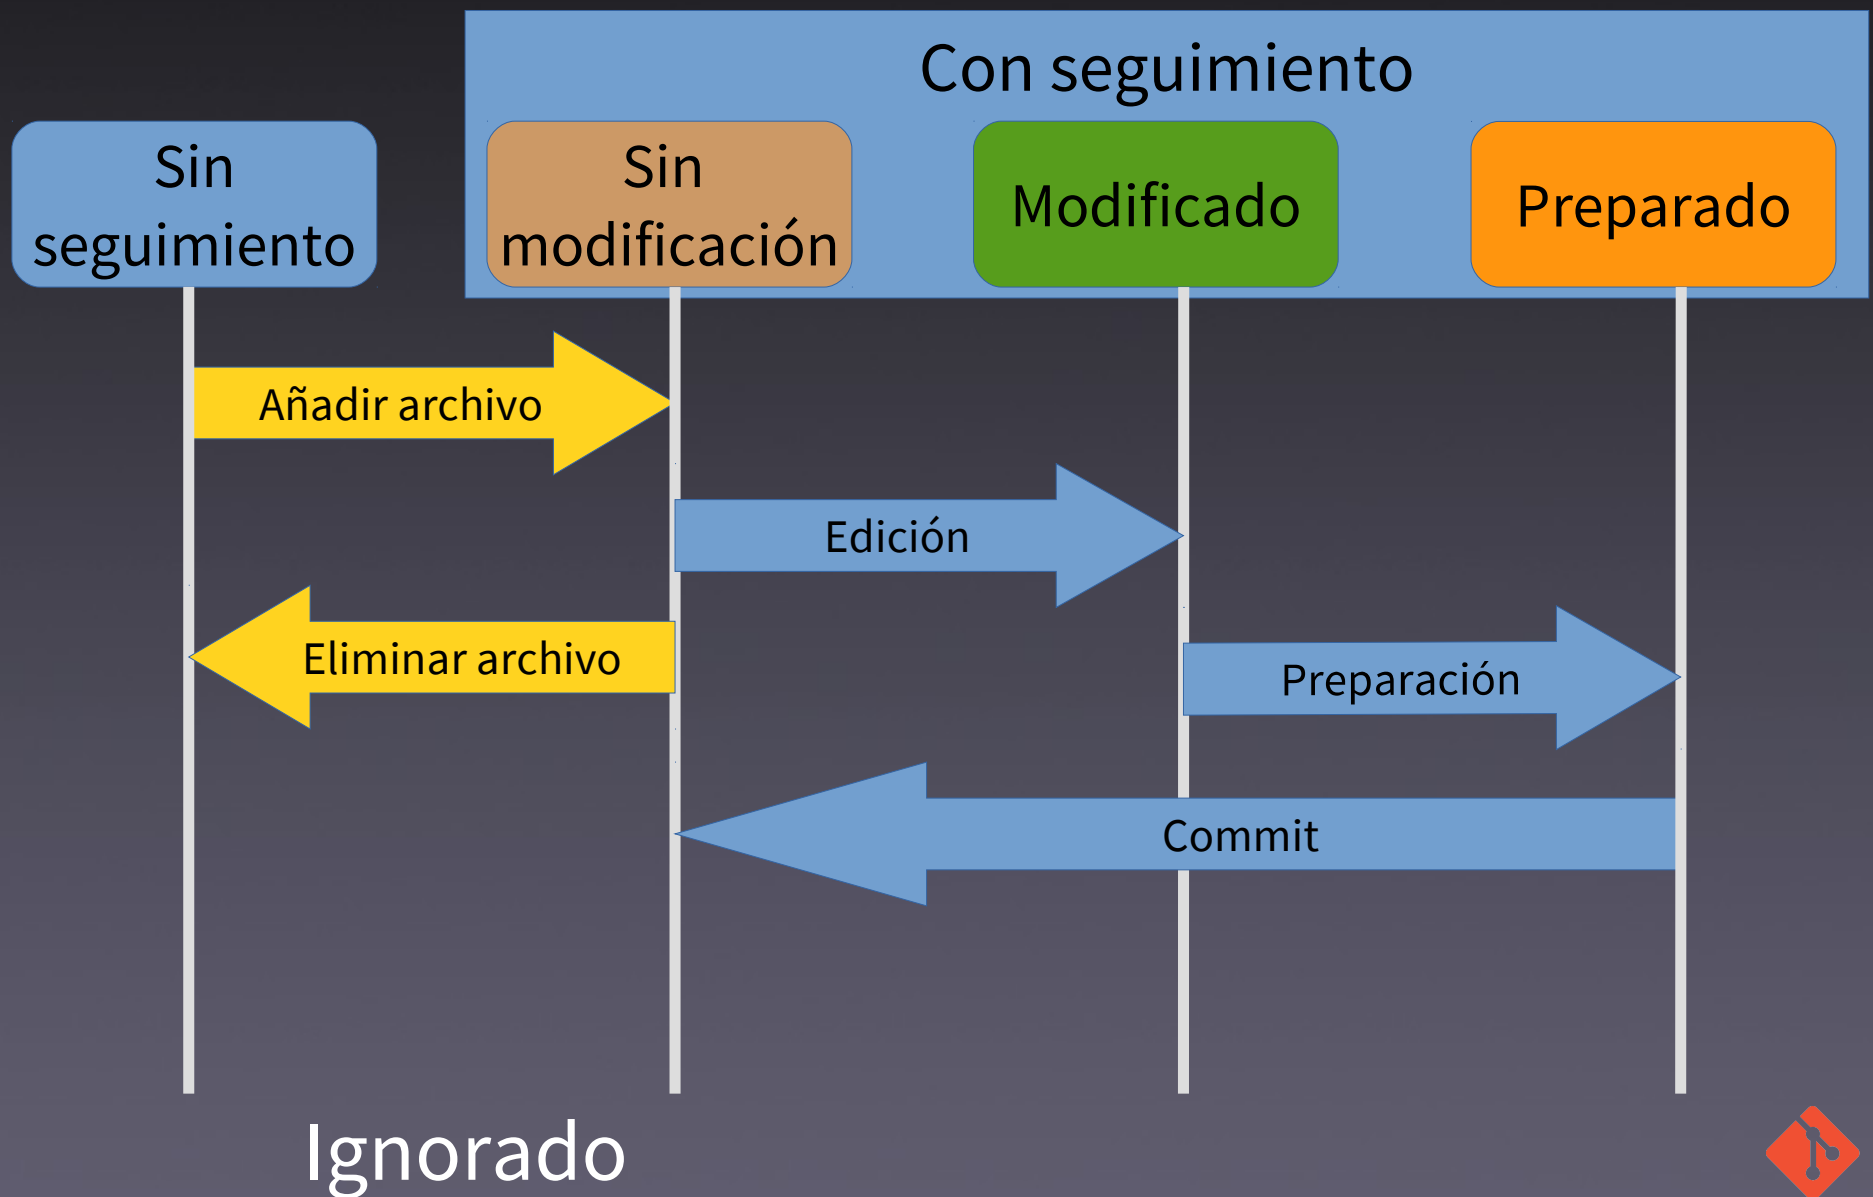 Con seguimiento
Sin
seguimiento
Sin
modificación
Modificado
Preparado
Añadir archivo
Edición
Eliminar archivo
Preparación
Commit
Ignorado